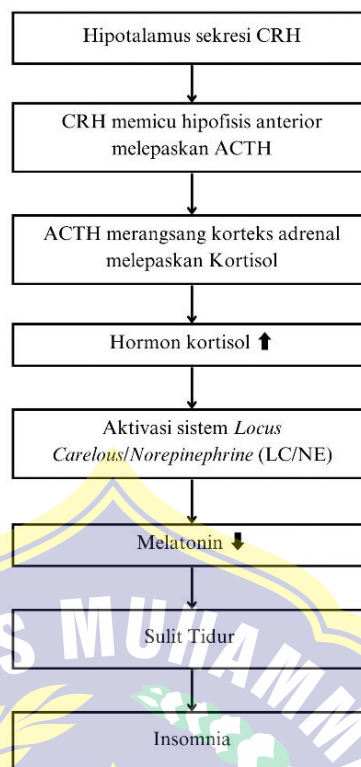 Hipotalamus sekresi CRH
CRH memicu hipofisis anterior
melepaskan ACTH
ACTH merangsang korteks adrenal
melepaskan Kortisol
Hormon kortisol ⬆
Aktivasi sistem Locus
Carelous/Norepinephrine (LC/NE)
Melatonin ⬇
Sulit Tidur
S MUHAMM
Insomnia